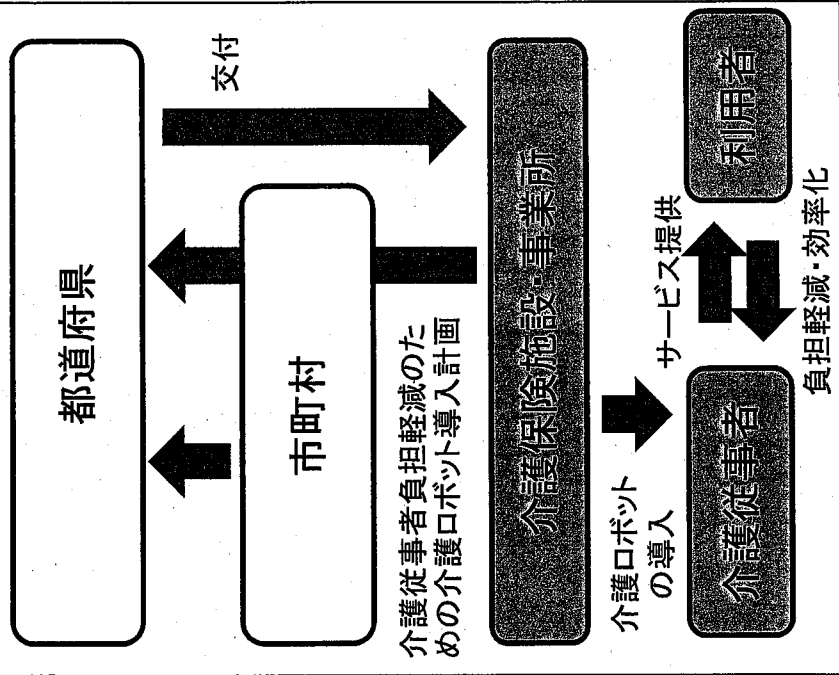 都道府県
交付
市町村
介護従事者負担軽減のた
めの介護ロボット導入計画
介護保険施設・事業所
介護ロボット
の導入
サービス提供
介護従事者
利用者
負担軽減・効率化